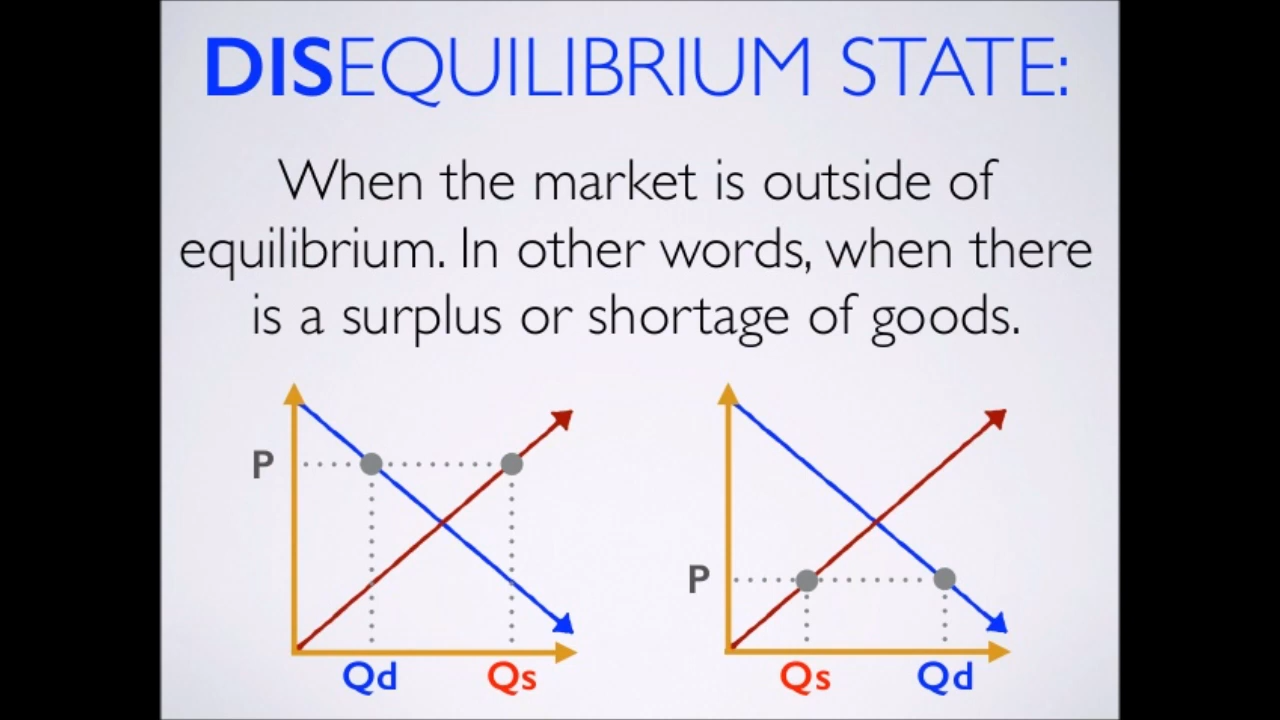 DISEQUILIBRIUM STATE:
When the market is outside of
equilibrium. In other words, when there
is a surplus or shortage of goods.
P
Qd
Qs
P
Qs
Qd